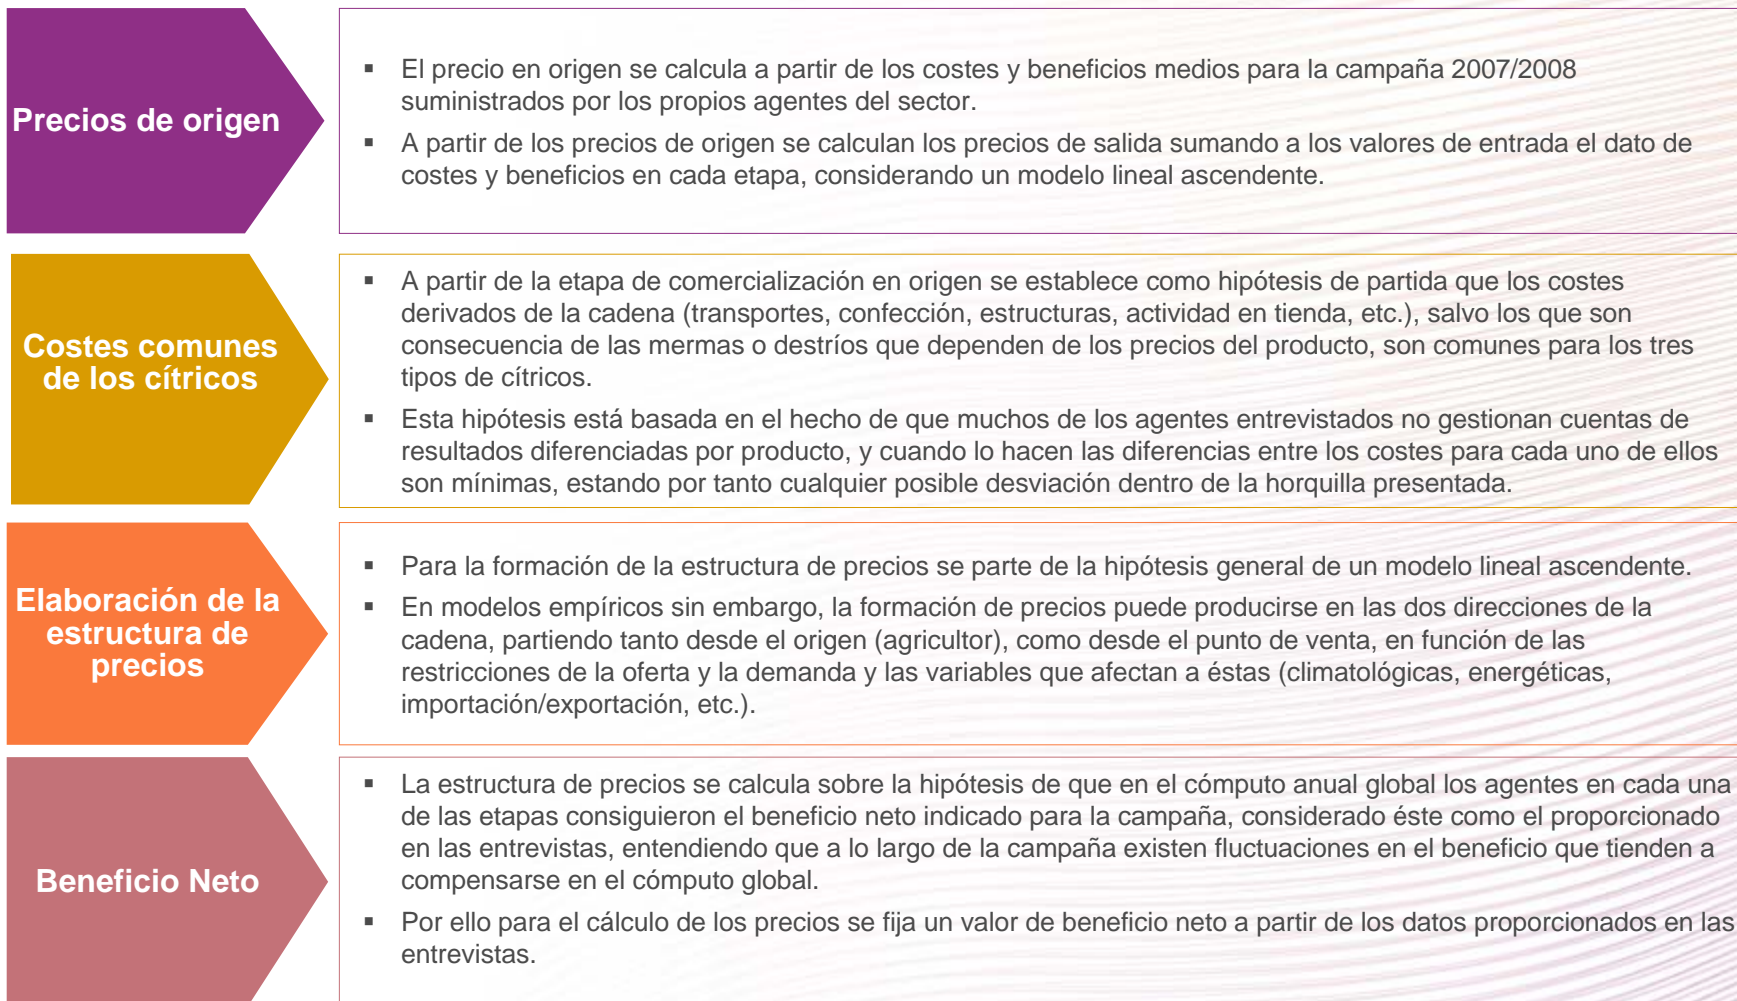 Precios de origen
▪ El precio en origen se calcula a partir de los costes y beneficios medios para la campaña 2007/2008
suministrados por los propios agentes del sector.
▪ A partir de los precios de origen se calculan los precios de salida sumando a los valores de entrada el dato de
costes y beneficios en cada etapa, considerando un modelo lineal ascendente.
Costes comunes
de los cítricos
▪ A partir de la etapa de comercialización en origen se establece como hipótesis de partida que los costes
derivados de la cadena (transportes, confección, estructuras, actividad en tienda, etc.), salvo los que son
consecuencia de las mermas o destríos que dependen de los precios del producto, son comunes para los tres
tipos de cítricos.
▪ Esta hipótesis está basada en el hecho de que muchos de los agentes entrevistados no gestionan cuentas de
resultados diferenciadas por producto, y cuando lo hacen las diferencias entre los costes para cada uno de ellos
son mínimas, estando por tanto cualquier posible desviación dentro de la horquilla presentada.
Elaboración de la
estructura de
precios
▪ Para la formación de la estructura de precios se parte de la hipótesis general de un modelo lineal ascendente.
▪ En modelos empíricos sin embargo, la formación de precios puede producirse en las dos direcciones de la
cadena, partiendo tanto desde el origen (agricultor), como desde el punto de venta, en función de las
restricciones de la oferta y la demanda y las variables que afectan a éstas (climatológicas, energéticas,
importación/exportación, etc.).
Beneficio Neto
▪ La estructura de precios se calcula sobre la hipótesis de que en el cómputo anual global los agentes en cada una
de las etapas consiguieron el beneficio neto indicado para la campaña, considerado éste como el proporcionado
en las entrevistas, entendiendo que a lo largo de la campaña existen fluctuaciones en el beneficio que tienden a
compensarse en el cómputo global.
▪ Por ello para el cálculo de los precios se fija un valor de beneficio neto a partir de los datos proporcionados en las
entrevistas.